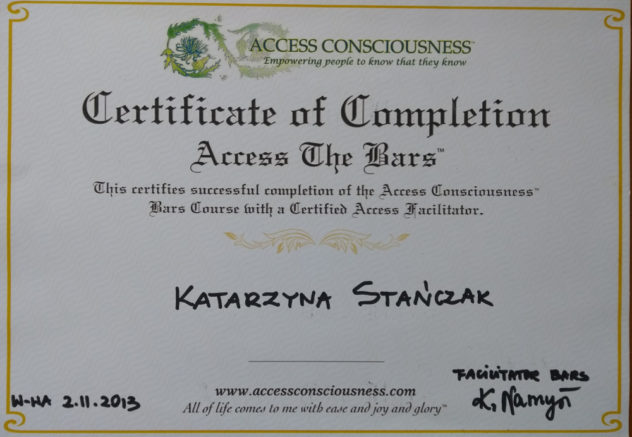 ACCESS CONSCIOUSNESS™
Empowering people to know that they know
Certificate of Completion
Access The Bars™
This certifies successful completion of the Access Consciousness™
Bars Course with a Certified Access Facilitator.
KATARZYNA STAŃCZAK
FACILITATOR BARS
www.accessconsciousness.com
W-WA 2.11.2013
All of life comes to me with ease and joy and glory™